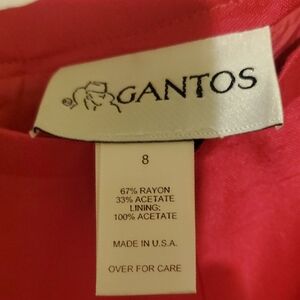 GANTOS
8
67% RAYON
33% ACETATE
LINING:
100% ACETATE
MADE IN U.S.A.
OVER FOR CARE